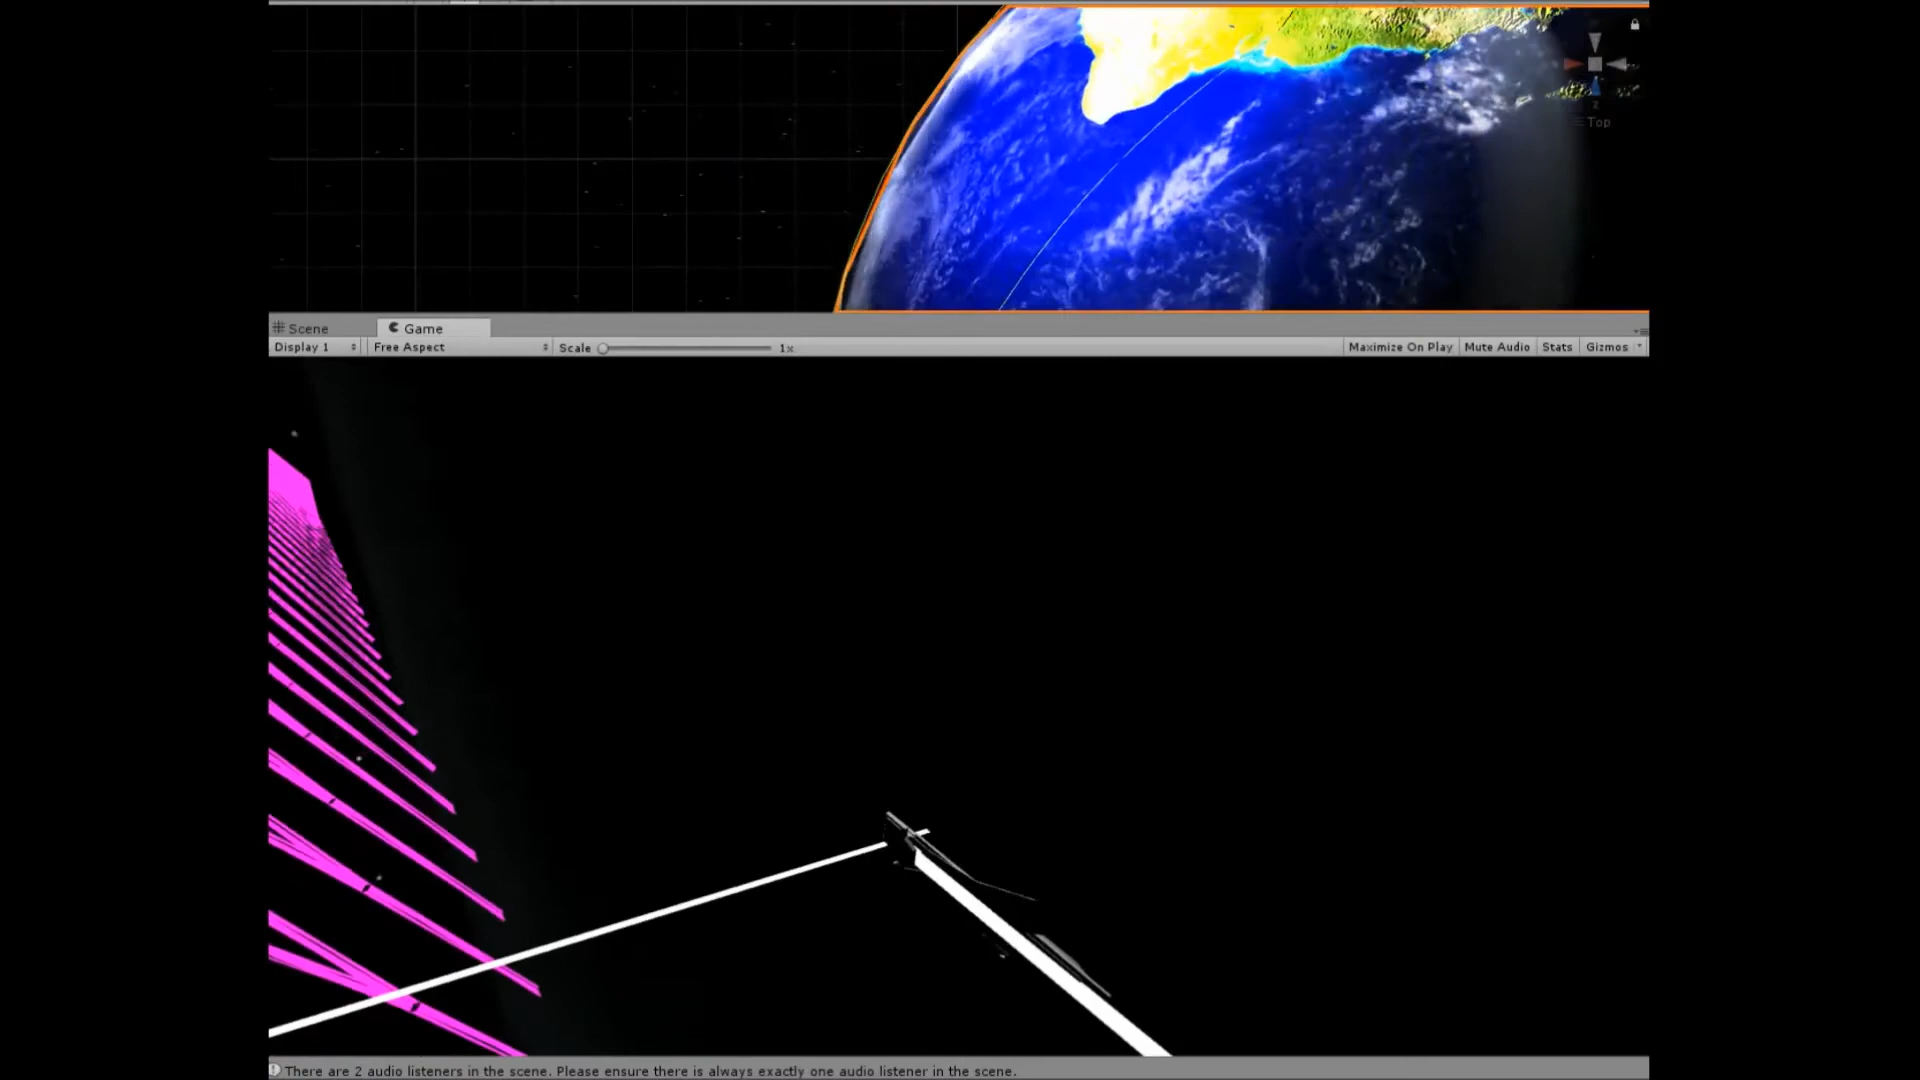 z
Top
Scene
Game
Display 1
Free Aspect
Scale
1x
Maximize On Play
Mute Audio
Stats
Gizmos
There are 2 audio listeners in the scene. Please ensure there is always exactly one audio listener in the scene.